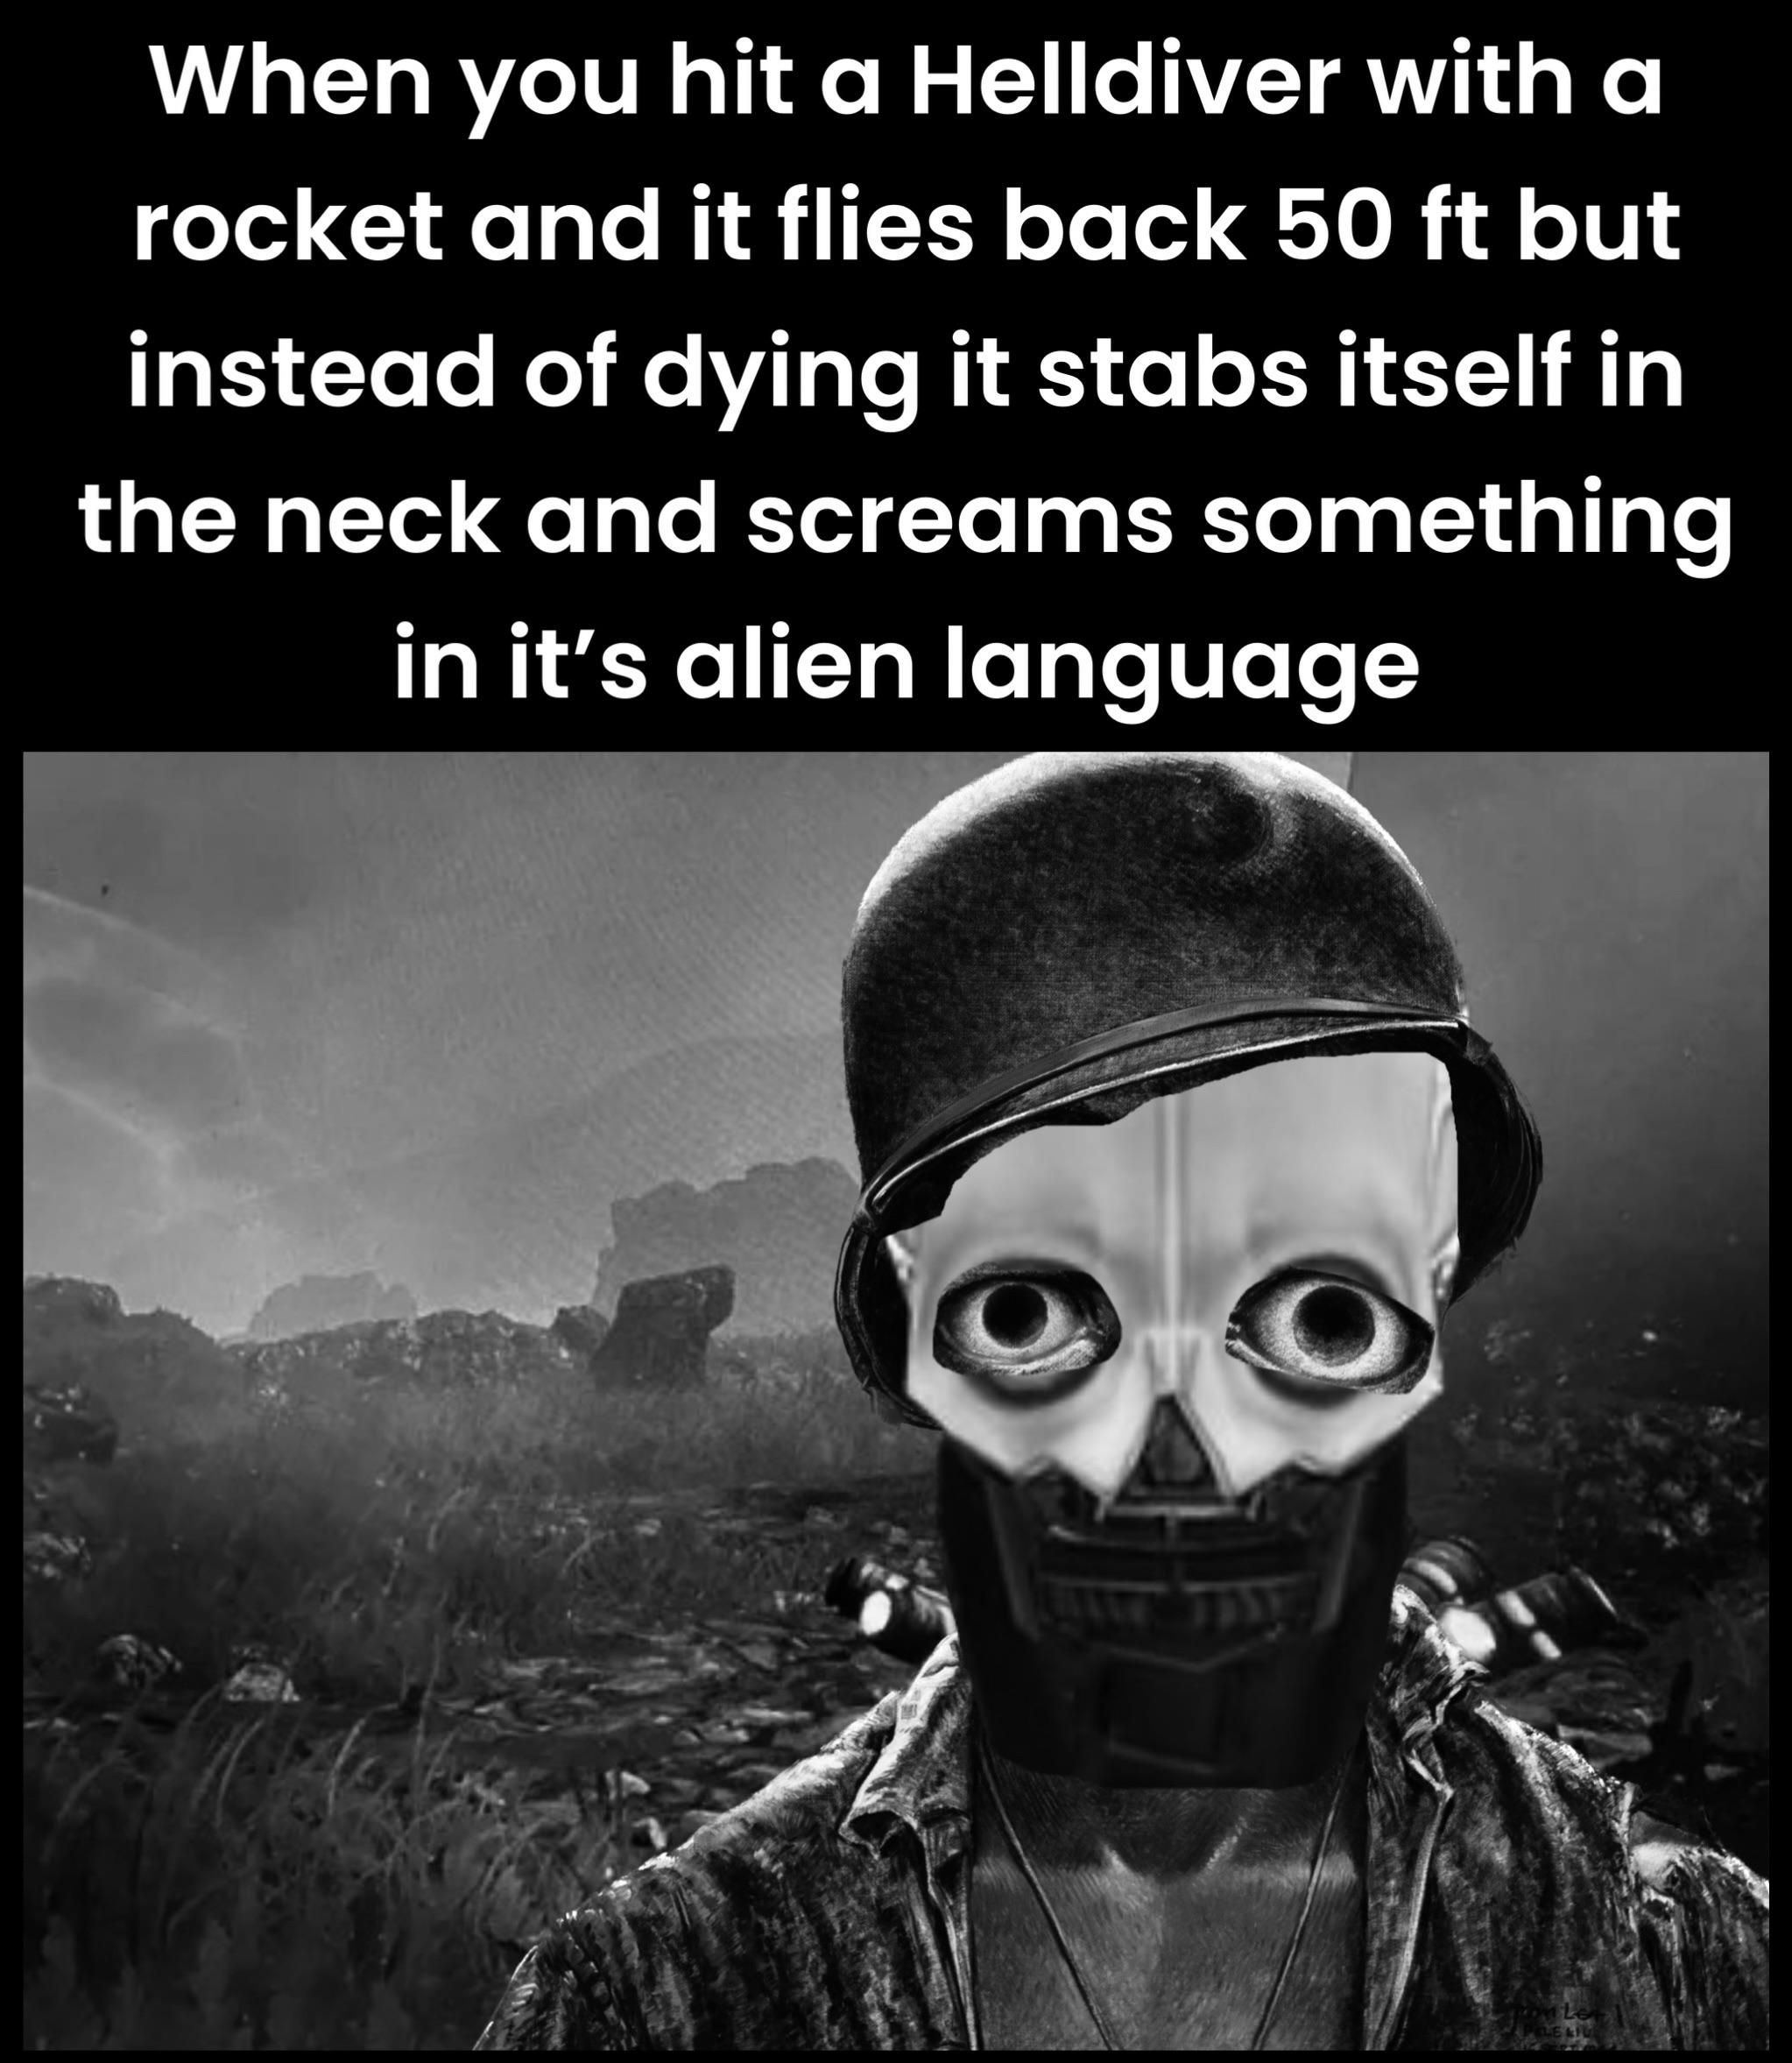 When you hit a Helldiver with a
rocket and it flies back 50 ft but
instead of dying it stabs itself in
the neck and screams something
in it’s alien language